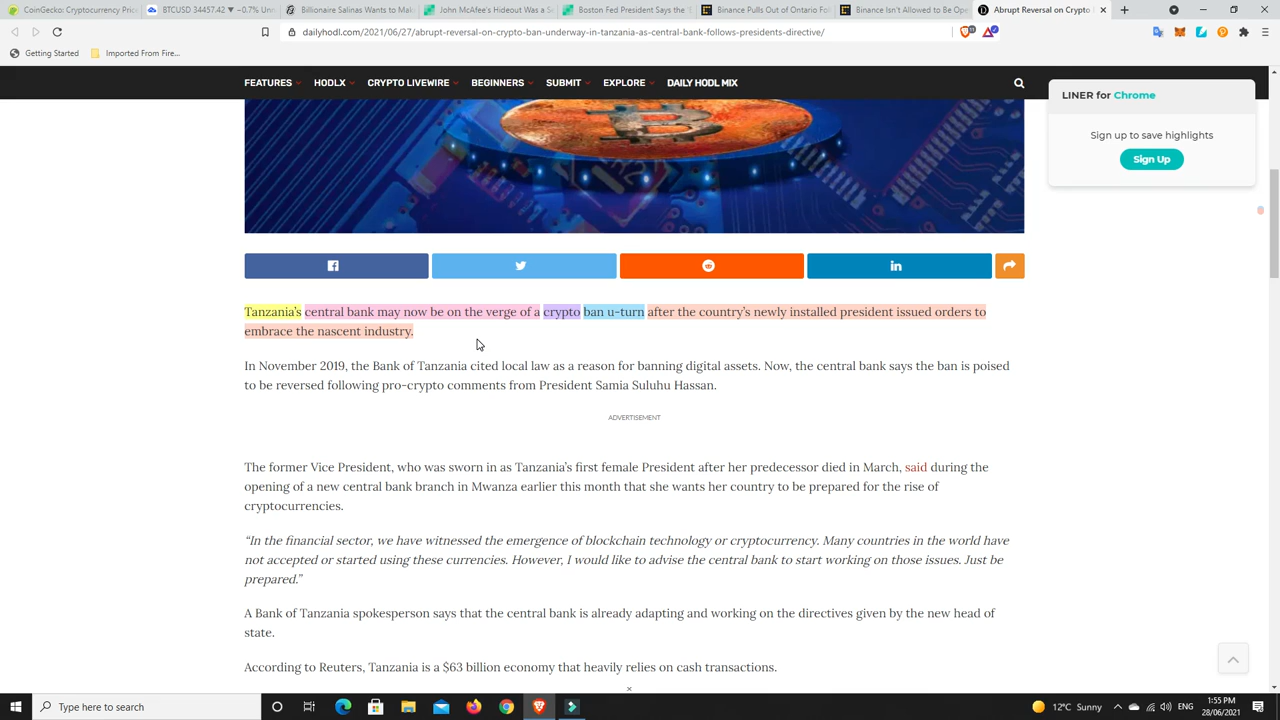 CoinGecko: Cryptocurrency Pric
BTCUSD 34457.42 ▼ −0.7% Un
Billionaire Salinas Wants to Mak
John McAfee's Hideout Was a S
Boston Fed President Says the 'E
Binance Pulls Out of Ontario Fol
Binance Isn't Allowed to Be Ope
Abrupt Reversal on Crypto B
dailyhodl.com/2021/06/27/abrupt-reversal-on-crypto-ban-underway-in-tanzania-as-central-bank-follows-presidents-directive/
Getting Started
Imported From Fire...
FEATURES
HODLX
CRYPTO LIVEWIRE
BEGINNERS
SUBMIT
EXPLORE
DAILY HODL MIX
LINER for Chrome
Sign up to save highlights
Sign Up
Tanzania's central bank may now be on the verge of a crypto ban u-turn after the country's newly installed president issued orders to
embrace the nascent industry.
In November 2019, the Bank of Tanzania cited local law as a reason for banning digital assets. Now, the central bank says the ban is poised
to be reversed following pro-crypto comments from President Samia Suluhu Hassan.
ADVERTISEMENT
The former Vice President, who was sworn in as Tanzania's first female President after her predecessor died in March, said during the
opening of a new central bank branch in Mwanza earlier this month that she wants her country to be prepared for the rise of
cryptocurrencies.
“In the financial sector, we have witnessed the emergence of blockchain technology or cryptocurrency. Many countries in the world have
not accepted or started using these currencies. However, I would like to advise the central bank to start working on those issues. Just be
prepared.”
A Bank of Tanzania spokesperson says that the central bank is already adapting and working on the directives given by the new head of
state.
According to Reuters, Tanzania is a $63 billion economy that heavily relies on cash transactions.
Type here to search
12°C Sunny
ENG
1:55 PM
28/06/2021